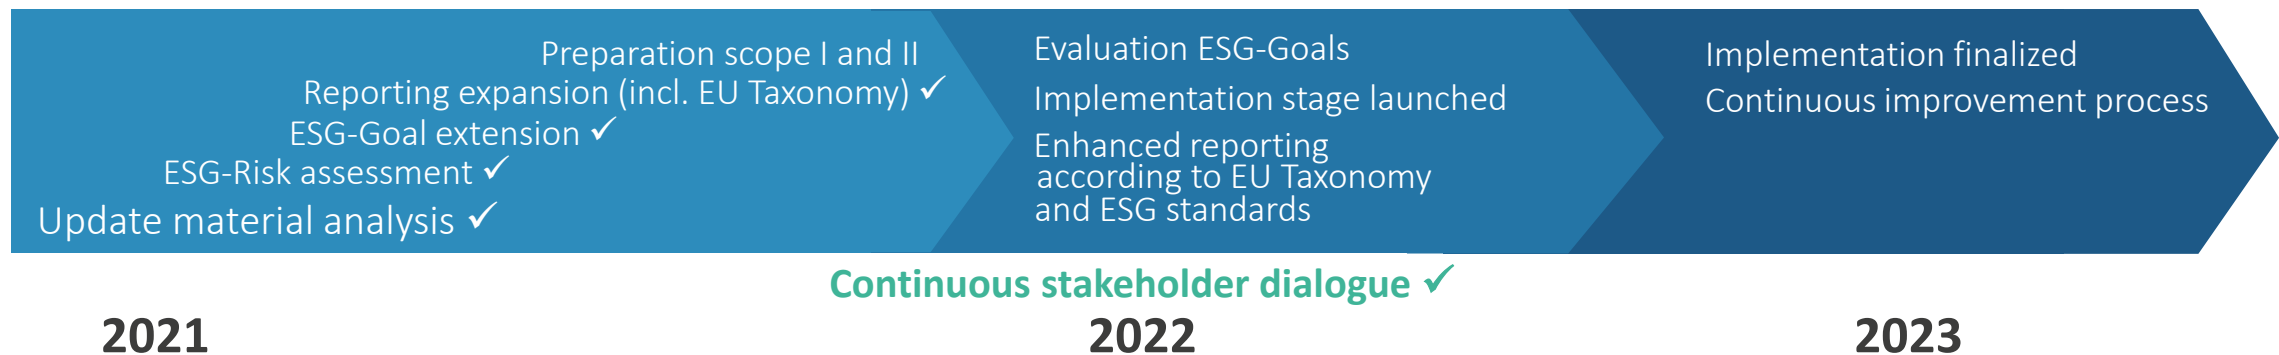 Preparation scope I and II
Reporting expansion (incl. EU Taxonomy) ✓
ESG-Goal extension ✓
ESG-Risk assessment ✓
Update material analysis ✓
Evaluation ESG-Goals
Implementation stage launched
Enhanced reporting
according to EU Taxonomy
and ESG standards
Implementation finalized
Continuous improvement process
Continuous stakeholder dialogue ✓
2021
2022
2023